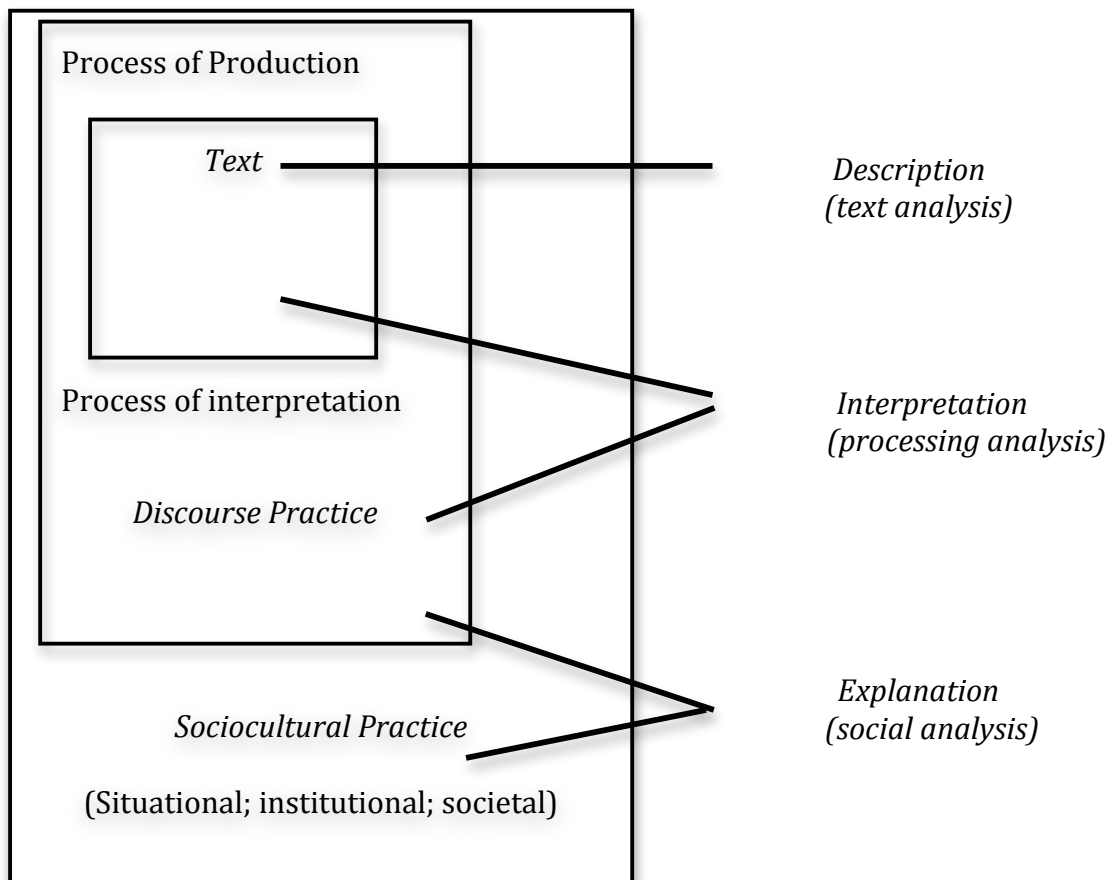 Process of Production
Text
Description
(text analysis)
Process of interpretation
Interpretation
(processing analysis)
Discourse Practice
Explanation
(social analysis)
Sociocultural Practice
(Situational; institutional; societal)